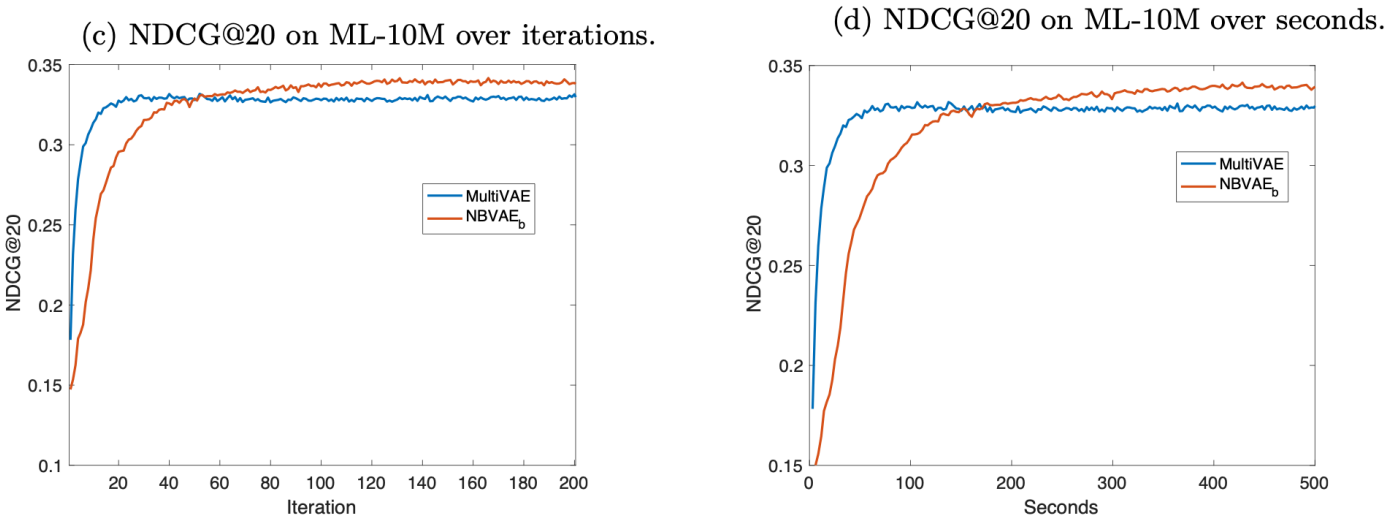 (c) NDCG@20 on ML-10M over iterations.
0.35
0.3
0.25
0.2
0.15
0.1
NDCG@20
MultiVAE
NBVAE_b
20 40 60 80 100 120 140 160 180 200
Iteration
(d) NDCG@20 on ML-10M over seconds.
0.35
0.3
0.25
0.2
0.15
NDCG@20
MultiVAE
NBVAE_b
0 100 200 300 400 500
Seconds